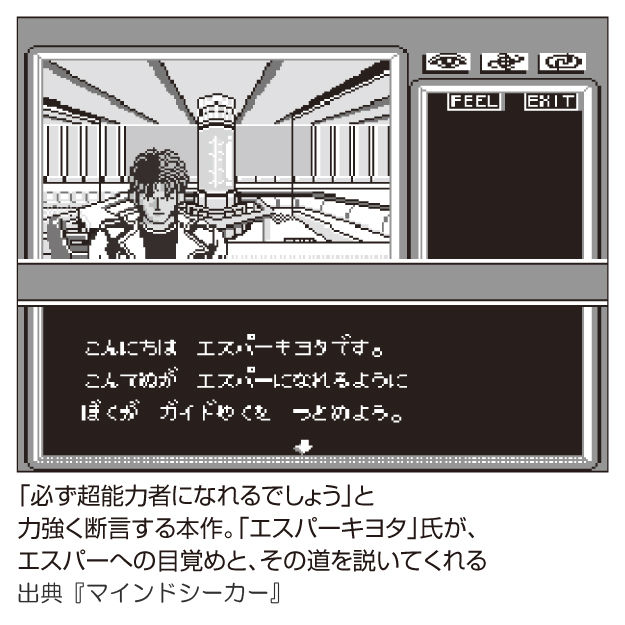 FEEL EXIT
こんにちは エスパーキヨタです。
こんてぬが エスパーになれるように
ぼくが ガイドやくを つとめよう。
「必ず超能力者になれるでしょう」と
力強く断言する本作。「エスパーキヨタ」氏が、
エスパーへの目覚めと、その道を説いてくれる
出典『マインドシーカー』